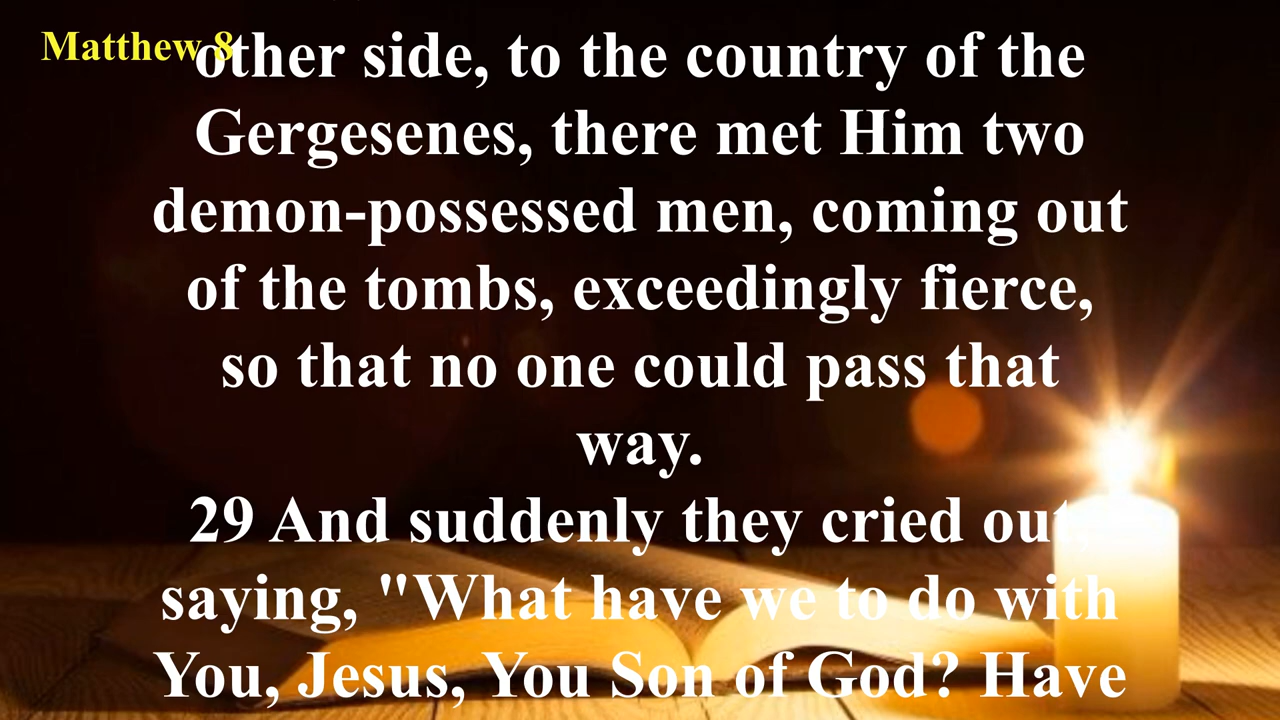 Matthew 8
other side, to the country of the
Gergesenes, there met Him two
demon-possessed men, coming out
of the tombs, exceedingly fierce,
so that no one could pass that
way.
29 And suddenly they cried out,
saying, "What have we to do with
You, Jesus, You Son of God? Have